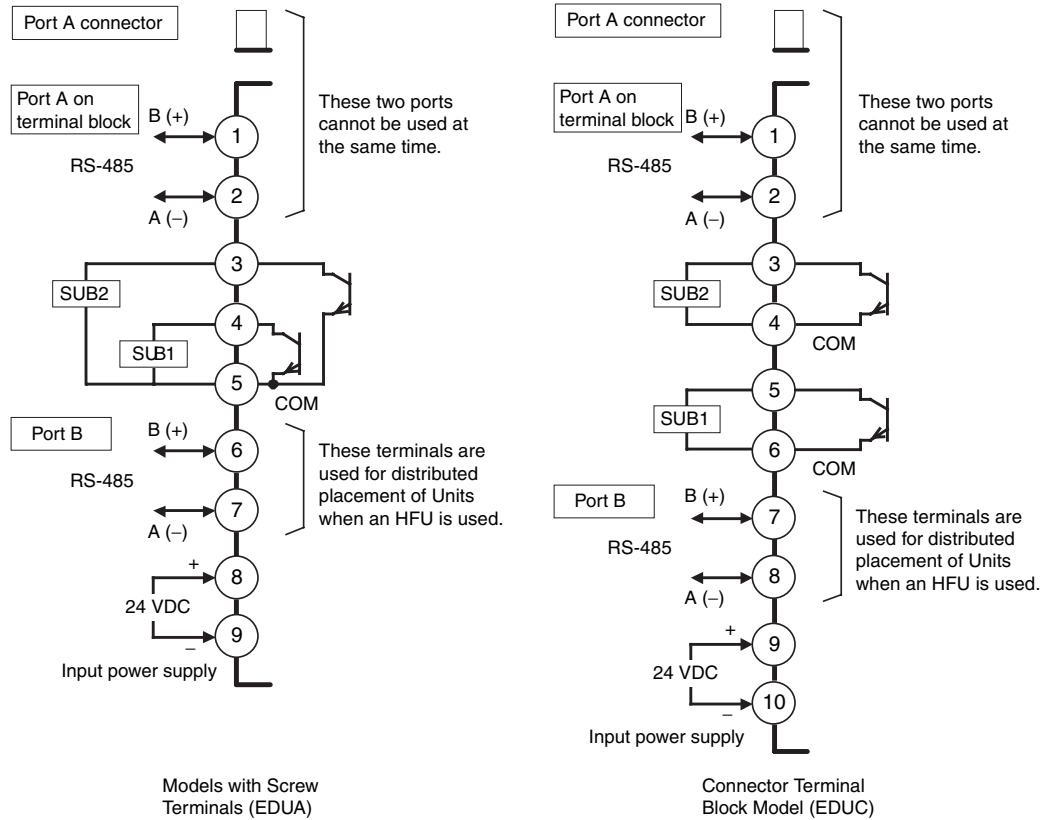 Port A connector
Port A on
terminal block
B (+)
RS-485
A (−)
1
2
These two ports
cannot be used at
the same time.
3
SUB2
4
SUB1
5
COM
Port B
B (+)
RS-485
A (−)
6
7
These terminals are
used for distributed
placement of Units
when an HFU is used.
+
24 VDC
−
8
9
Input power supply
Models with Screw
Terminals (EDUA)
Port A connector
Port A on
terminal block
B (+)
RS-485
A (−)
1
2
These two ports
cannot be used at
the same time.
3
SUB2
4
COM
5
SUB1
6
COM
Port B
B (+)
RS-485
A (−)
7
8
These terminals are
used for distributed
placement of Units
when an HFU is used.
+
24 VDC
−
9
10
Input power supply
Connector Terminal
Block Model (EDUC)